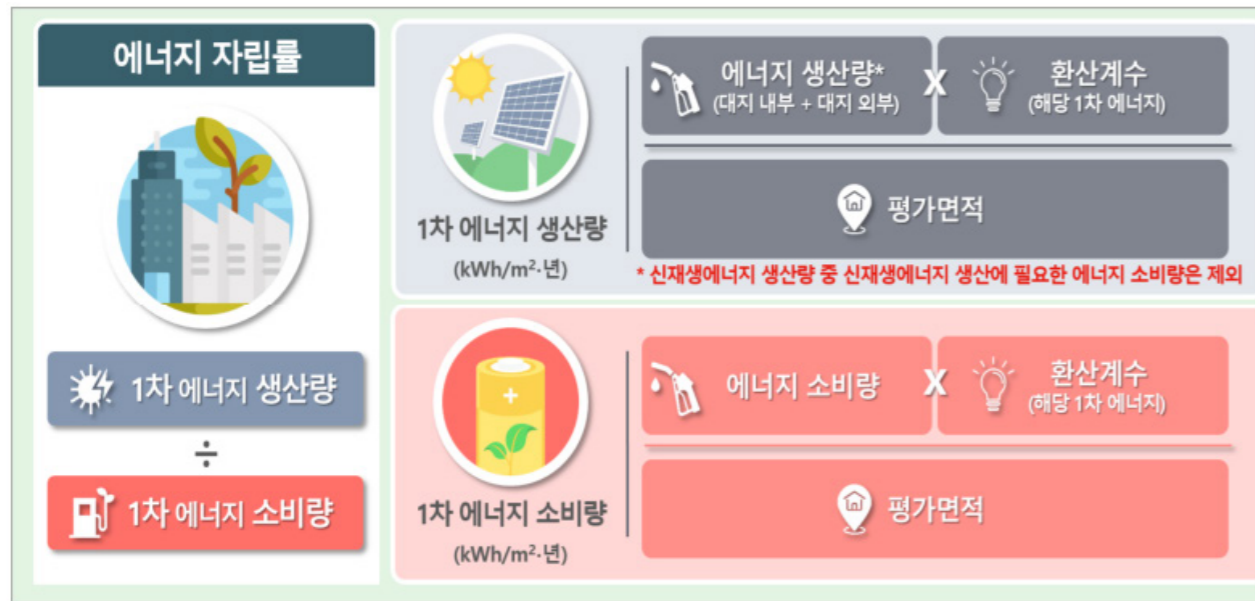 에너지 자립률
1차 에너지 생산량
÷
1차 에너지 소비량
1차 에너지 생산량
(kWh/m²·년)
에너지 생산량*
(대지 내부 + 대지 외부)
X
환산계수
(해당 1차 에너지)
평가면적
* 신재생에너지 생산량 중 신재생에너지 생산에 필요한 에너지 소비량은 제외
1차 에너지 소비량
(kWh/m²·년)
에너지 소비량
X
환산계수
(해당 1차 에너지)
평가면적